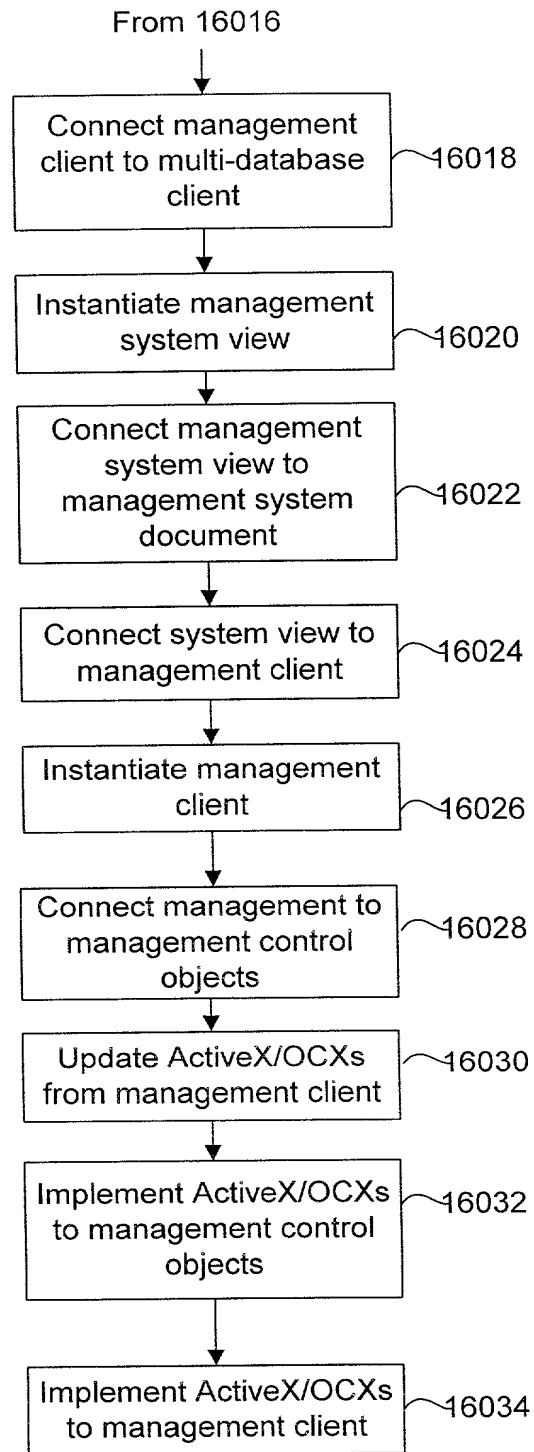 From 16016
Connect management
client to multi-database
client
16018
Instantiate management
system view
16020
Connect management
system view to
management system
document
16022
Connect system view to
management client
16024
Instantiate management
client
16026
Connect management to
management control
objects
16028
Update ActiveX/OCXs
from management client
16030
Implement ActiveX/OCXs
to management control
objects
16032
Implement ActiveX/OCXs
to management client
16034